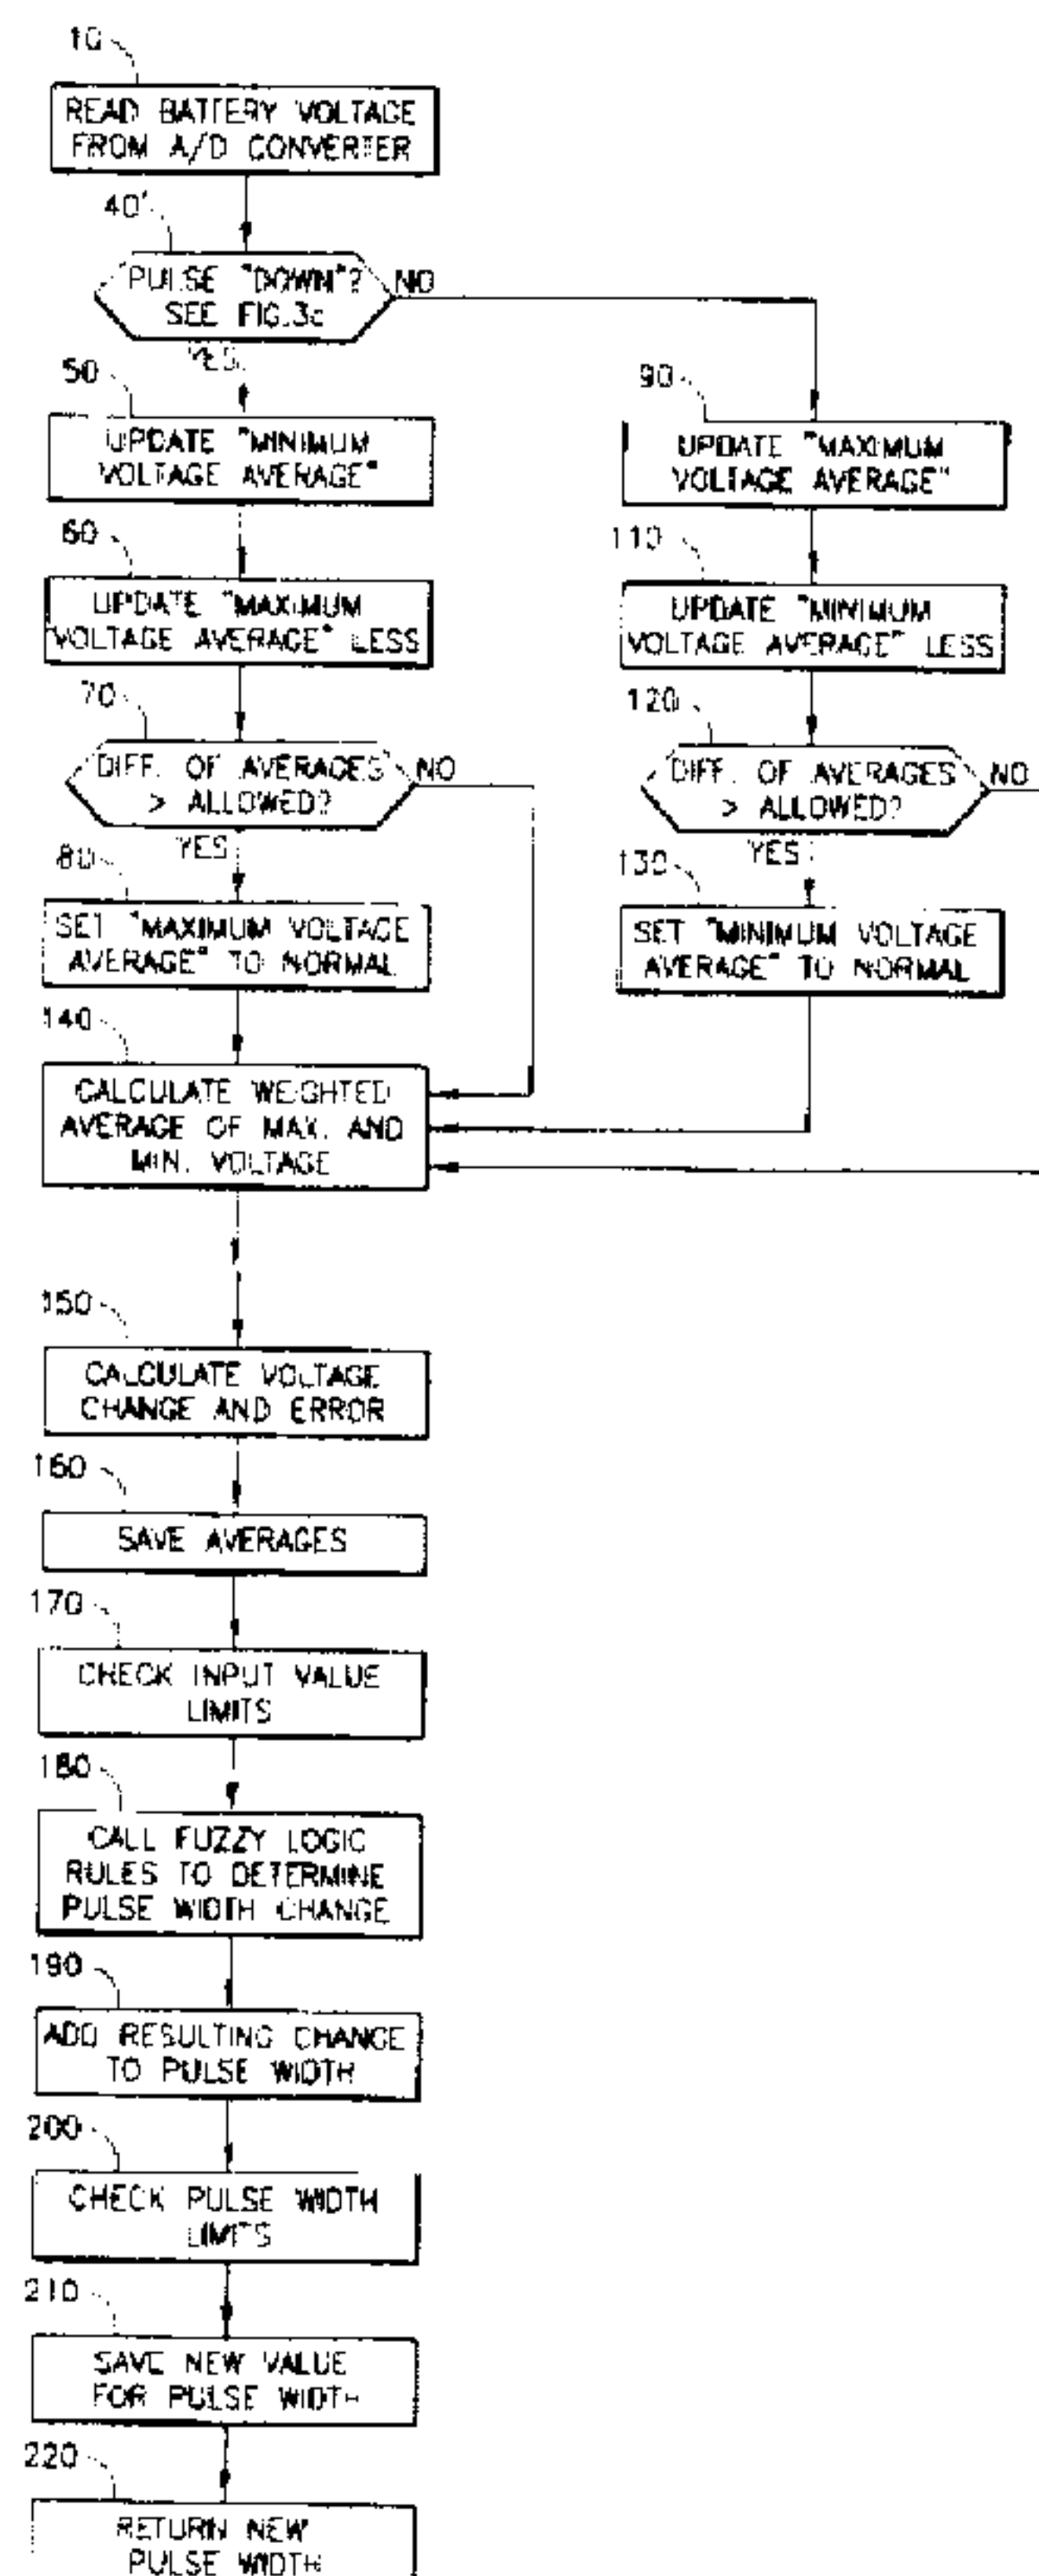 10
READ BATTERY VOLTAGE
FROM A/D CONVERTER
40'
PULSE "DOWN"?
SEE FIG.3c
NO
YES
50
UPDATE "MINIMUM
VOLTAGE AVERAGE"
60
UPDATE "MAXIMUM
VOLTAGE AVERAGE" LESS
70
DIFF. OF AVERAGES
> ALLOWED?
NO
YES
80
SET "MAXIMUM VOLTAGE
AVERAGE" TO NORMAL
90
UPDATE "MAXIMUM
VOLTAGE AVERAGE"
110
UPDATE "MINIMUM
VOLTAGE AVERAGE" LESS
120
DIFF. OF AVERAGES
> ALLOWED?
NO
YES
130
SET "MINIMUM VOLTAGE
AVERAGE" TO NORMAL
140
CALCULATE WEIGHTED
AVERAGE OF MAX. AND
MIN. VOLTAGE
150
CALCULATE VOLTAGE
CHANGE AND ERROR
160
SAVE AVERAGES
170
CHECK INPUT VALUE
LIMITS
180
CALL FUZZY LOGIC
RULES TO DETERMINE
PULSE WIDTH CHANGE
190
ADD RESULTING CHANGE
TO PULSE WIDTH
200
CHECK PULSE WIDTH
LIMITS
210
SAVE NEW VALUE
FOR PULSE WIDTH
220
RETURN NEW
PULSE WIDTH